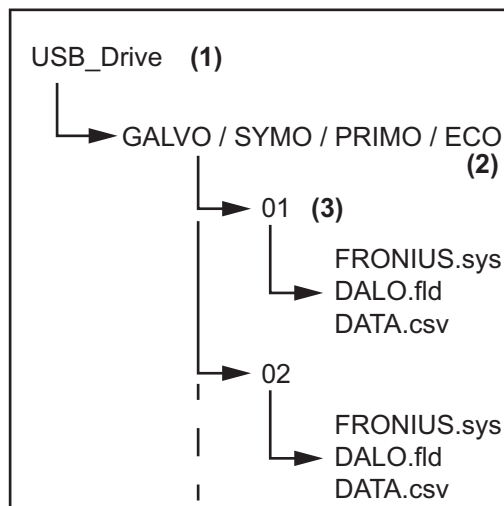 USB_Drive (1)
GALVO / SYMO / PRIMO / ECO
(2)
01 (3)
FRONIUS.sys
DALO.fld
DATA.csv
02
FRONIUS.sys
DALO.fld
DATA.csv